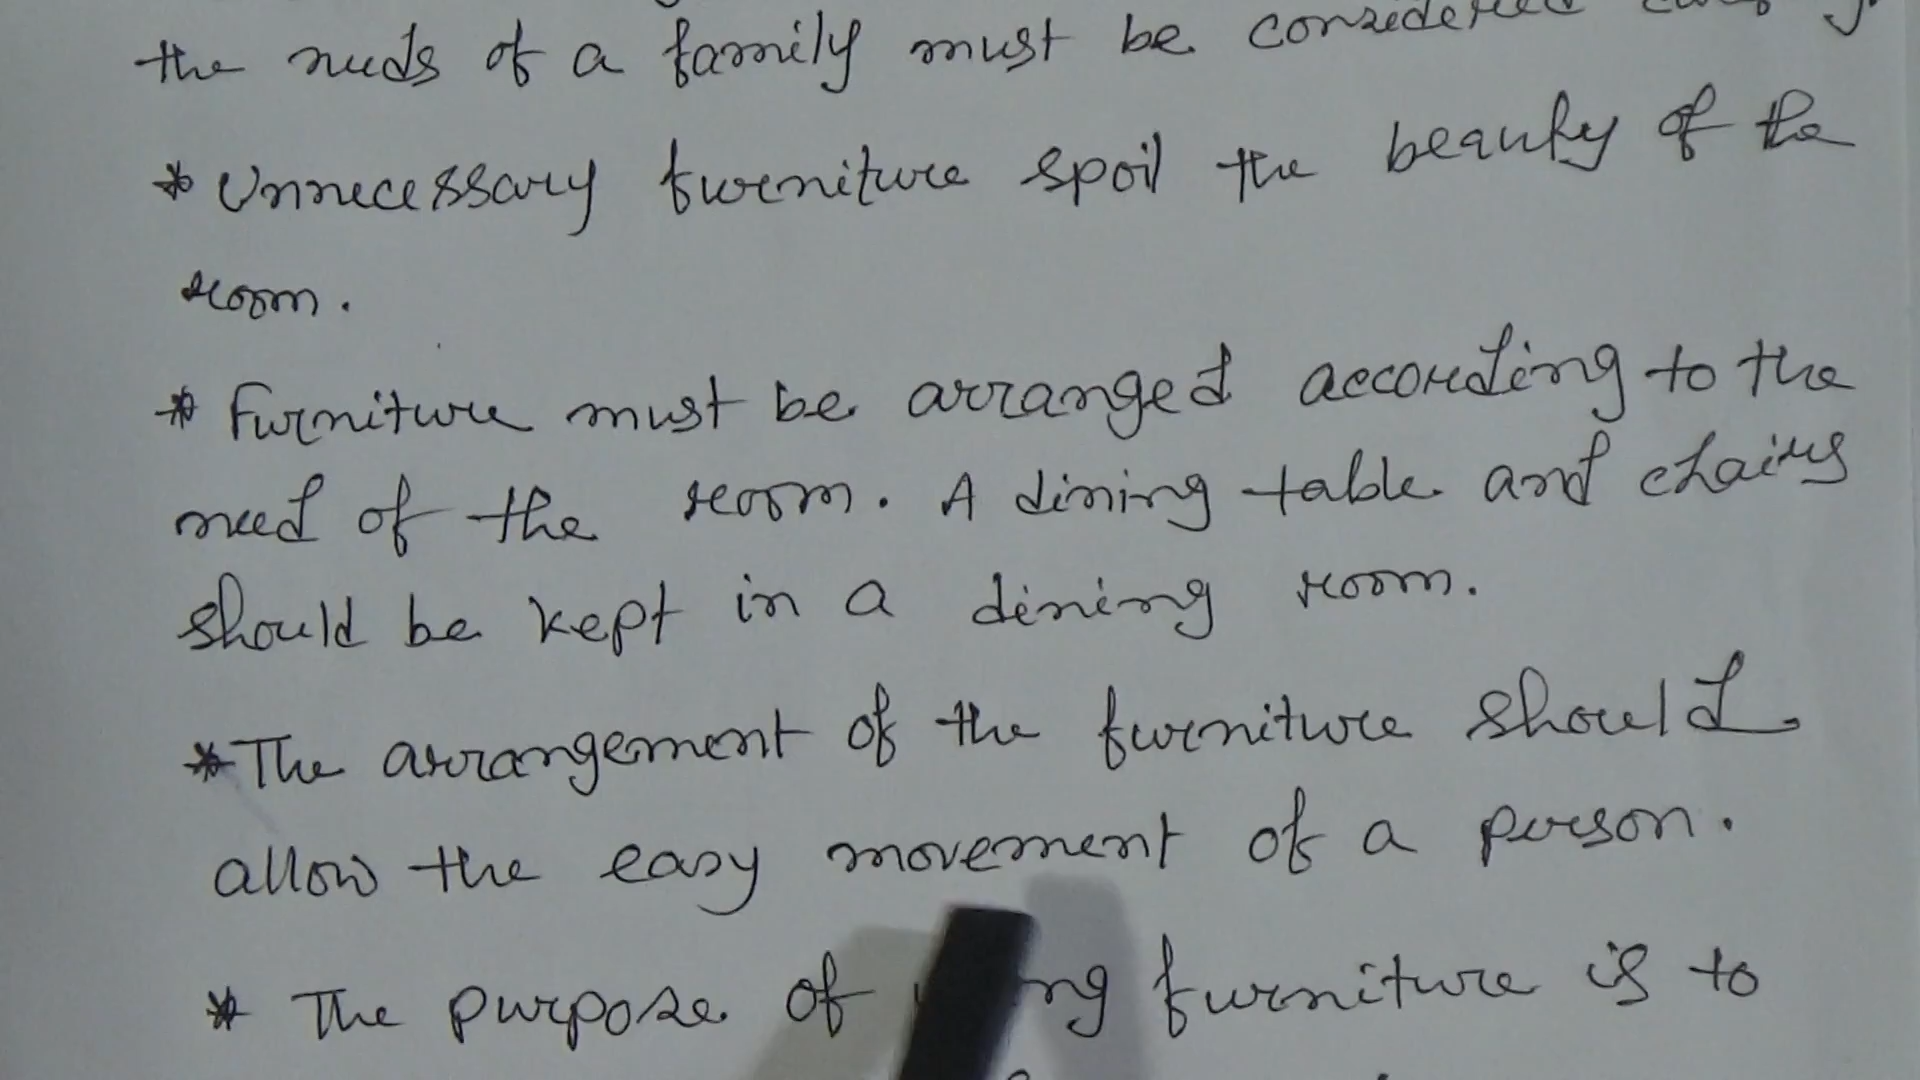 the needs of a family must be considered
* Unnecessary furniture spoil the beauty of the
room.
* Furniture must be arranged according to the
need of the room. A dining table and chairs
should be kept in a dining room.
* The arrangement of the furniture should
allow the easy movement of a person.
* The purpose of furniture is to